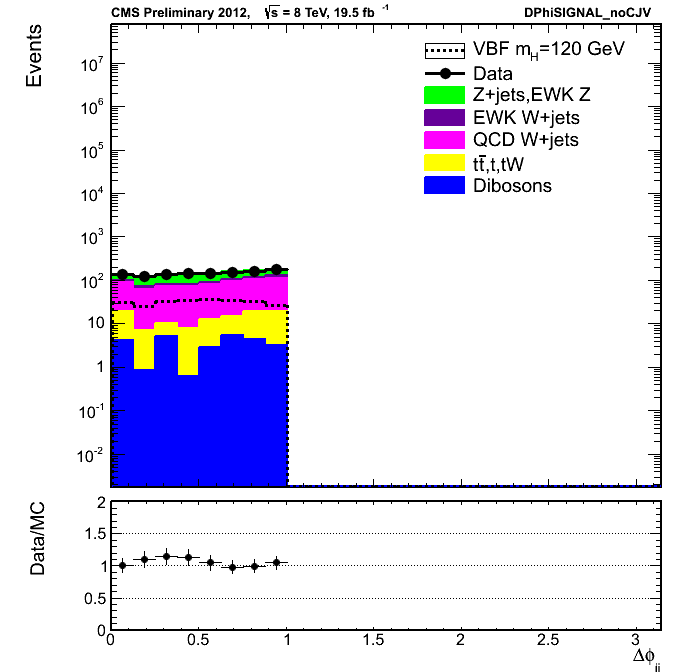 CMS Preliminary 2012, √s = 8 TeV, 19.5 fb⁻¹ DPhiSIGNAL_noCJV
Events
VBF m_H=120 GeV
Data
Z+jets,EWK Z
EWK W+jets
QCD W+jets
tt̄,t,tW
Dibosons
10⁷
10⁶
10⁵
10⁴
10³
10²
10
1
10⁻¹
10⁻²
Data/MC
2
1.5
1
0.5
0
0 0.5 1 1.5 2 2.5 3
Δϕ_jj